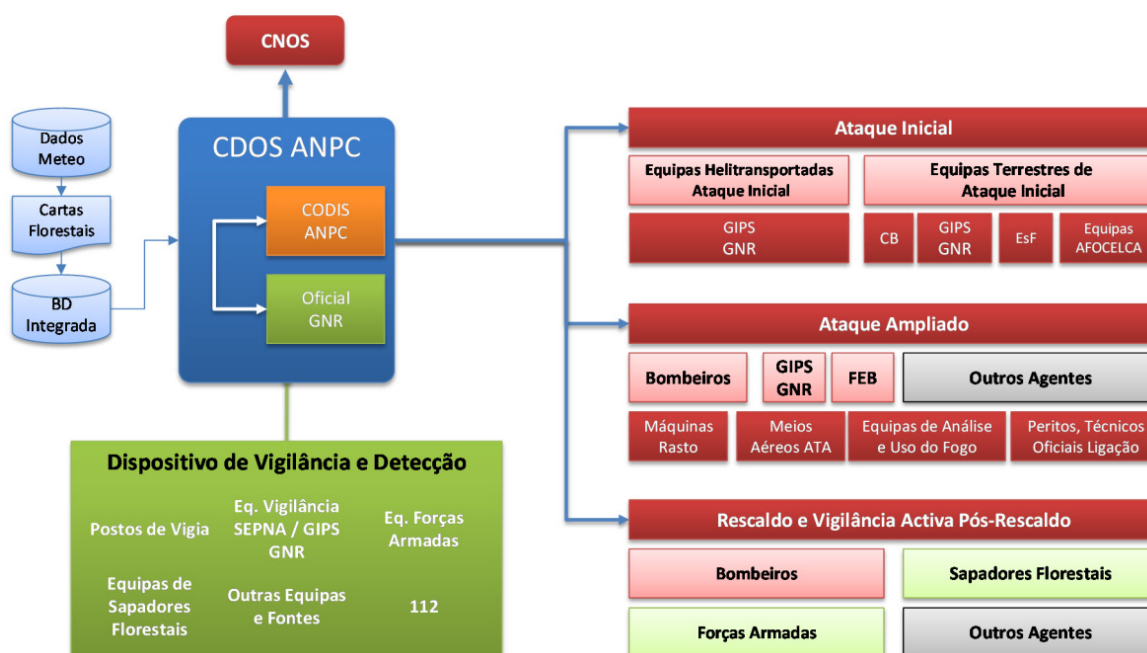 CNOS
Dados
Meteo
Cartas
Florestais
BD
Integrada
CDOS ANPC
CODIS
ANPC
Oficial
GNR
Dispositivo de Vigilância e Detecção
Postos de Vigia
Eq. Vigilância
SEPNA / GIPS
GNR
Eq. Forças
Armadas
Equipas de
Sapadores
Florestais
Outras Equipas
e Fontes
112
Ataque Inicial
Equipas Helitransportadas
Ataque Inicial
Equipas Terrestres de
Ataque Inicial
GIPS
GNR
CB
GIPS
GNR
EsF
Equipas
AFOCELCA
Ataque Ampliado
Bombeiros
GIPS
GNR
FEB
Outros Agentes
Máquinas
Rasto
Meios
Aéreos ATA
Equipas de Análise
e Uso do Fogo
Peritos, Técnicos
Oficiais Ligação
Rescaldo e Vigilância Activa Pós-Rescaldo
Bombeiros
Sapadores Florestais
Forças Armadas
Outros Agentes